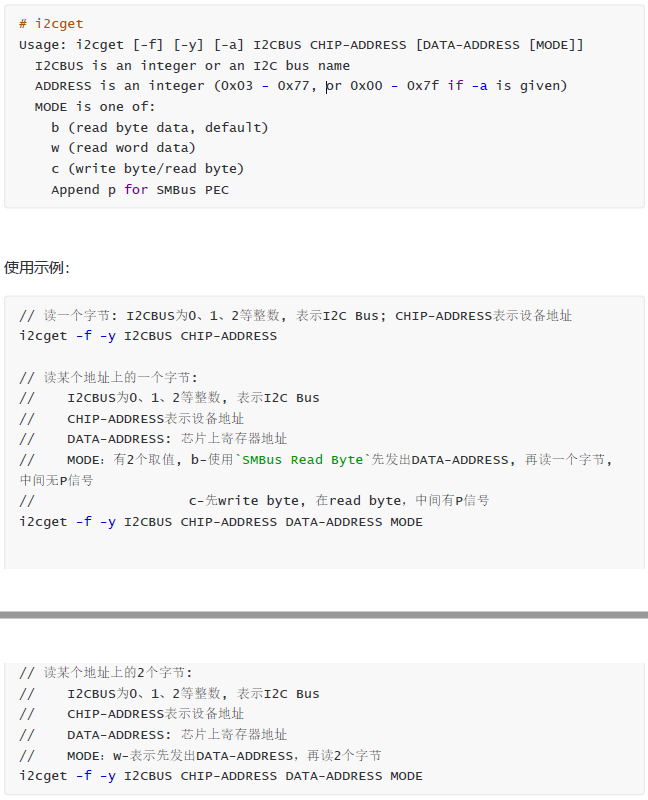 # i2cget
Usage: i2cget [-f] [-y] [-a] I2CBUS CHIP-ADDRESS [DATA-ADDRESS [MODE]]
I2CBUS is an integer or an I2C bus name
ADDRESS is an integer (0x03 - 0x77, or 0x00 - 0x7f if -a is given)
MODE is one of:
b (read byte data, default)
w (read word data)
c (write byte/read byte)
Append p for SMBus PEC
使用示例：
// 读一个字节: I2CBUS为0、1、2等整数, 表示I2C Bus; CHIP-ADDRESS表示设备地址
i2cget -f -y I2CBUS CHIP-ADDRESS
// 读某个地址上的一个字节:
// I2CBUS为0、1、2等整数, 表示I2C Bus
// CHIP-ADDRESS表示设备地址
// DATA-ADDRESS: 芯片上寄存器地址
// MODE：有2个取值, b-使用`SMBus Read Byte`先发出DATA-ADDRESS, 再读一个字节,
中间无P信号
// c-先write byte, 在read byte，中间有P信号
i2cget -f -y I2CBUS CHIP-ADDRESS DATA-ADDRESS MODE
// 读某个地址上的2个字节:
// I2CBUS为0、1、2等整数, 表示I2C Bus
// CHIP-ADDRESS表示设备地址
// DATA-ADDRESS: 芯片上寄存器地址
// MODE：w-表示先发出DATA-ADDRESS，再读2个字节
i2cget -f -y I2CBUS CHIP-ADDRESS DATA-ADDRESS MODE